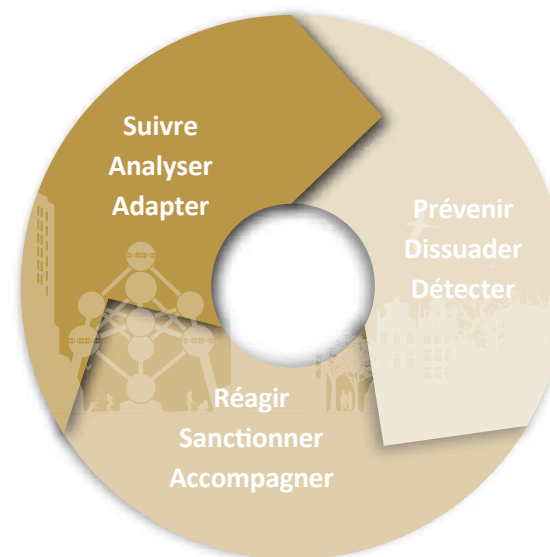 Suivre
Analyser
Adapter
Prévenir
Dissuader
Détecter
Réagir
Sanctionner
Accompagner